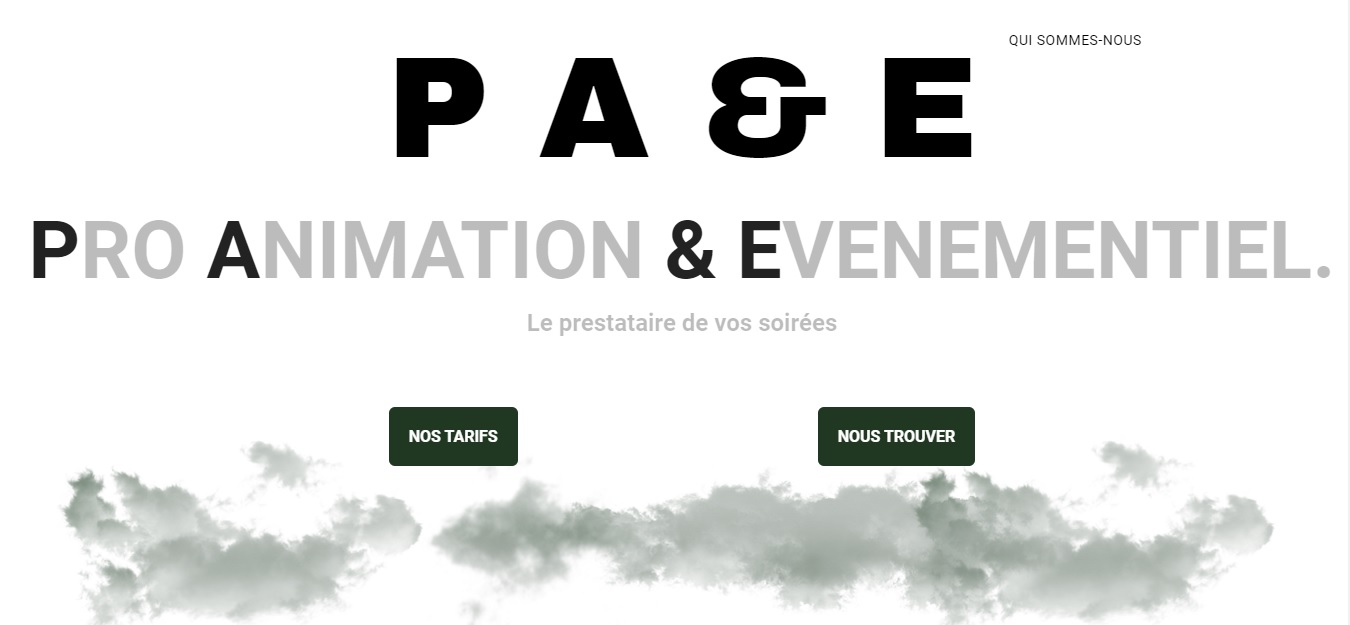 QUI SOMMES-NOUS
P A & E
PRO ANIMATION & EVENEMENTIEL.
Le prestataire de vos soirées
NOS TARIFS
NOUS TROUVER